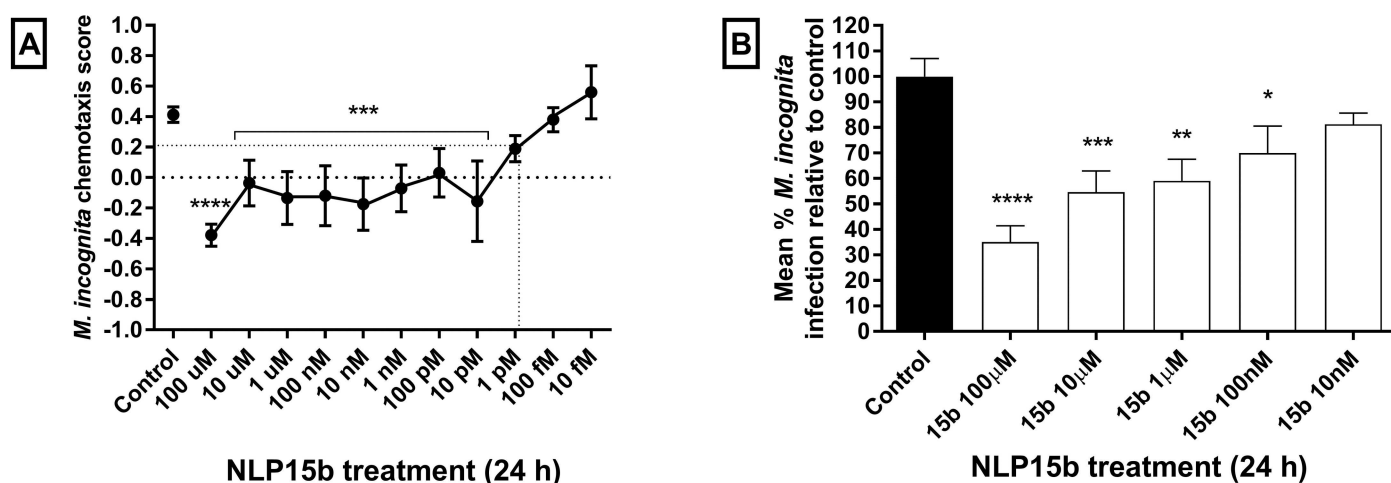 A
M. incognita chemotaxis score
1.0
0.8
0.6
0.4
0.2
0.0
-0.2
-0.4
-0.6
-0.8
-1.0
****
***
Control
100 uM
10 uM
1 uM
100 nM
10 nM
1 nM
100 pM
10 pM
1 pM
100 fM
10 fM
NLP15b treatment (24 h)
B
Mean % M. incognita
infection relative to control
120
110
100
90
80
70
60
50
40
30
20
10
0
****
***
**
*
Control
15b 100μM
15b 10μM
15b 1μM
15b 100nM
15b 10nM
NLP15b treatment (24 h)